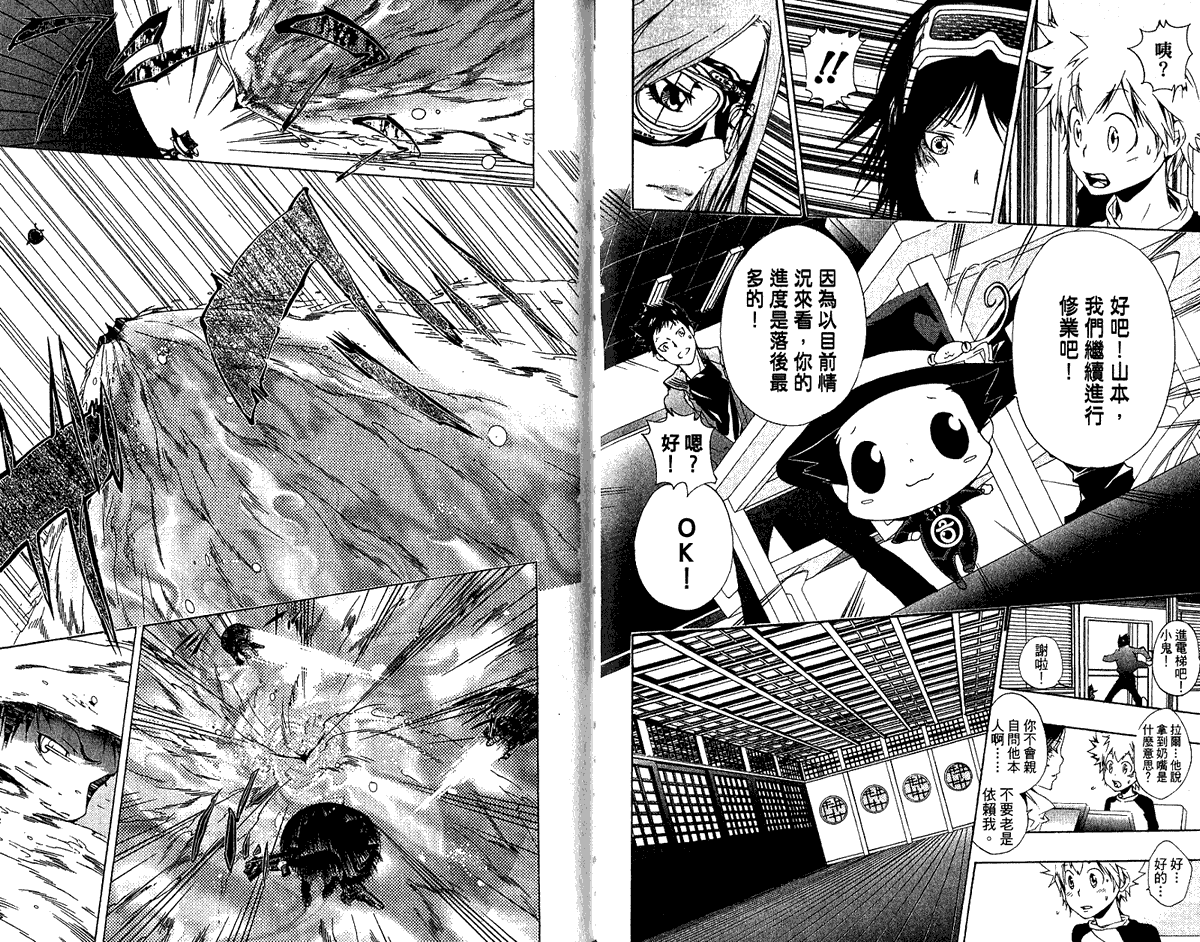 咦?
!!
好吧!山本,
我們繼續進行
修業吧!
因為以目前情
況來看,你的
進度是落後最
多的!
嗯?
好!
OK!
進電梯吧!
小鬼!
謝啦!
拉爾…他說
拿到奶嘴是
什麼意思?
你不會親
自問他本
人啊……
不要老是
依賴我。
好…
好的…